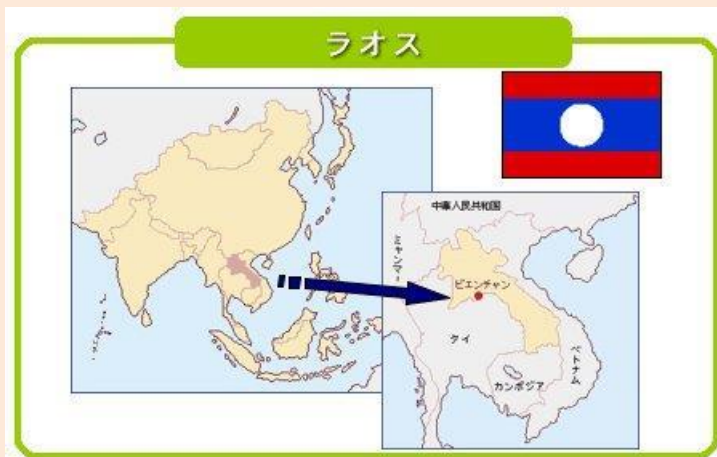 ラオス
中華人民共和国
ミャンマー
ビエンチャン
タイ
カンボジア
ベトナム